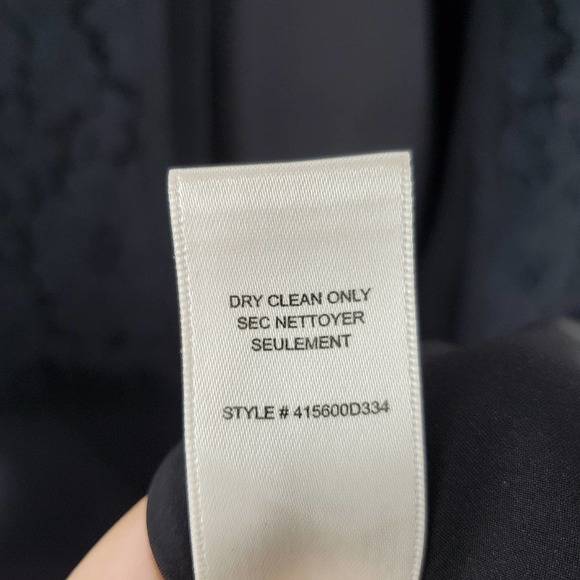 DRY CLEAN ONLY
SEC NETTOYER
SEULEMENT
STYLE # 415600D334